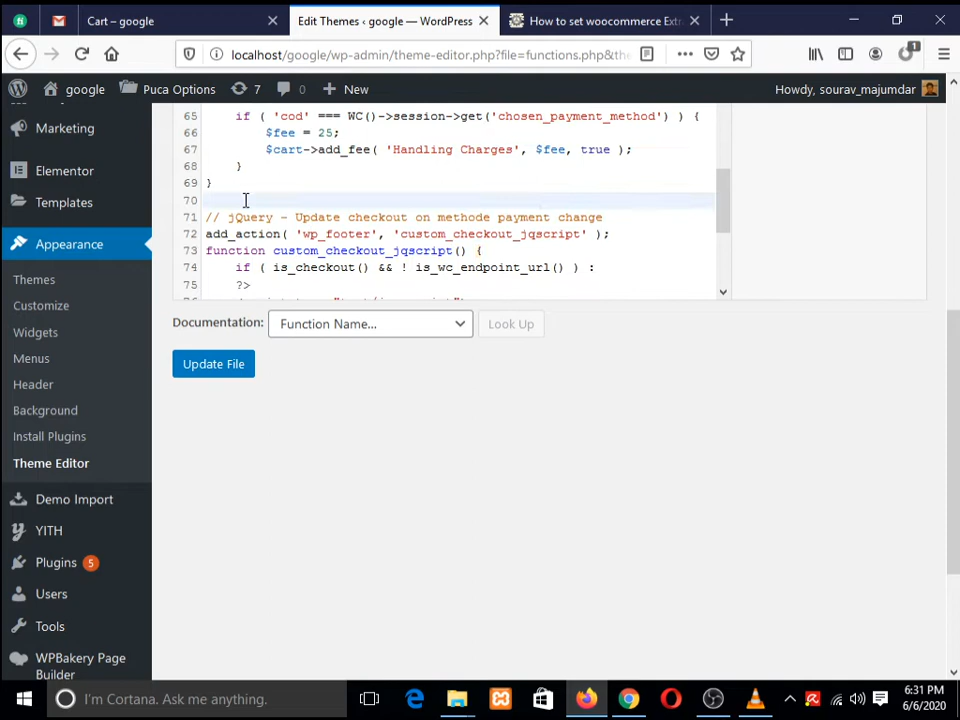 Cart – google
Edit Themes ‹ google — WordPress
How to set woocommerce Ext
localhost/google/wp-admin/theme-editor.php?file=functions.php&the
google
Puca Options
7
0
New
Howdy, sourav_majumdar
Marketing
Elementor
Templates
Appearance
Themes
Customize
Widgets
Menus
Header
Background
Install Plugins
Theme Editor
Demo Import
YITH
Plugins 5
Users
Tools
WPBakery Page
Builder
65 if ( 'cod' === WC()->session->get('chosen_payment_method') ) {
66 $fee = 25;
67 $cart->add_fee( 'Handling Charges', $fee, true );
68 }
69 }
70
71 // jQuery - Update checkout on methode payment change
72 add_action( 'wp_footer', 'custom_checkout_jqscript' );
73 function custom_checkout_jqscript() {
74 if ( is_checkout() && ! is_wc_endpoint_url() ) :
75 ?>
Documentation:
Function Name...
Look Up
Update File
I'm Cortana. Ask me anything.
6:31 PM
6/6/2020
1